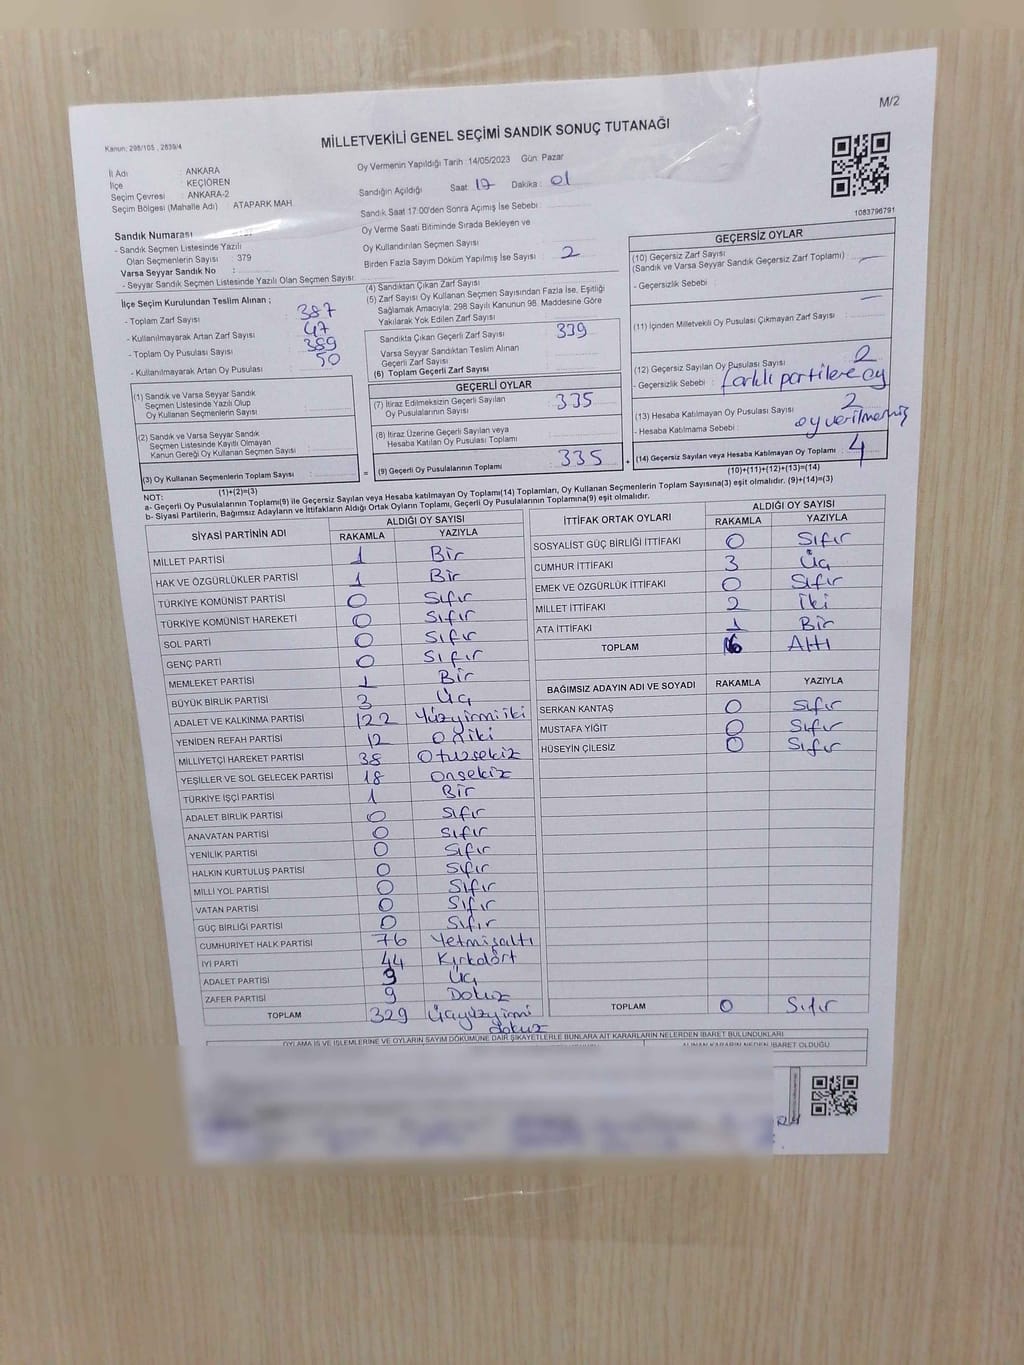 M/2
Kanun: 298/105 , 2839/4
MİLLETVEKİLİ GENEL SEÇİMİ SANDIK SONUÇ TUTANAĞI
İl Adı : ANKARA
İlçe : KEÇİÖREN
Seçim Çevresi : ANKARA-2
Seçim Bölgesi (Mahalle Adı) ATAPARK MAH
Oy Vermenin Yapıldığı Tarih :14/05/2023 Gün: Pazar
Sandığın Açıldığı Saat: 17 Dakika: 01
Sandık Saat 17:00'den Sonra Açımış İse Sebebi :
Oy Verme Saati Bitiminde Sırada Bekleyen ve
Oy Kullandırılan Seçmen Sayısı
Birden Fazla Sayım Döküm Yapılmış İse Sayısı : 2
1083796791
Sandık Numarası
- Sandık Seçmen Listesinde Yazılı
Olan Seçmenlerin Sayısı : 379
Varsa Seyyar Sandık No :
- Seyyar Sandık Seçmen Listesinde Yazılı Olan Seçmen Sayısı:
İlçe Seçim Kurulundan Teslim Alınan ;
- Toplam Zarf Sayısı : 387
- Kullanılmayarak Artan Zarf Sayısı : 47
- Toplam Oy Pusulası Sayısı : 389
- Kullanılmayarak Artan Oy Pusulası : 50
(1) Sandık ve Varsa Seyyar Sandık
Seçmen Listesinde Yazılı Olup
Oy Kullanan Seçmenlerin Sayısı :
(2) Sandık ve Varsa Seyyar Sandık
Seçmen Listesinde Kayıtlı Olmayan
Kanun Gereği Oy Kullanan Seçmen Sayısı :
(3) Oy Kullanan Seçmenlerin Toplam Sayısı :
(1)+(2)=(3)
(4) Sandıktan Çıkan Zarf Sayısı :
(5) Zarf Sayısı Oy Kullanan Seçmen Sayısından Fazla İse, Eşitliği
Sağlamak Amacıyla; 298 Sayılı Kanunun 98. Maddesine Göre
Yakılarak Yok Edilen Zarf Sayısı :
Sandıkta Çıkan Geçerli Zarf Sayısı : 339
Varsa Seyyar Sandıktan Teslim Alınan
Geçerli Zarf Sayısı :
(6) Toplam Geçerli Zarf Sayısı :
GEÇERLİ OYLAR
(7) İtiraz Edilmeksizin Geçerli Sayılan
Oy Pusulalarının Sayısı : 335
(8) İtiraz Üzerine Geçerli Sayılan veya
Hesaba Katılan Oy Pusulası Toplamı :
= (9) Geçerli Oy Pusulalarının Toplamı : 335 +
GEÇERSİZ OYLAR
(10) Geçersiz Zarf Sayısı
(Sandık ve Varsa Seyyar Sandık Geçersiz Zarf Toplamı) : —
- Geçersizlik Sebebi :
(11) İçinden Milletvekili Oy Pusulası Çıkmayan Zarf Sayısı : —
(12) Geçersiz Sayılan Oy Pusulası Sayısı : 2
- Geçersizlik Sebebi : farklı partilere oy
(13) Hesaba Katılmayan Oy Pusulası Sayısı : 2
- Hesaba Katılmama Sebebi : oy verilmemiş
(14) Geçersiz Sayılan veya Hesaba Katılmayan Oy Toplamı : 4
(10)+(11)+(12)+(13)=(14)
NOT:
a- Geçerli Oy Pusulalarının Toplamı(9) ile Geçersiz Sayılan veya Hesaba katılmayan Oy Toplamı(14) Toplamları, Oy Kullanan Seçmenlerin Toplam Sayısına(3) eşit olmalıdır. (9)+(14)=(3)
b- Siyasi Partilerin, Bağımsız Adayların ve İttifakların Aldığı Ortak Oyların Toplamı, Geçerli Oy Pusulalarının Toplamına(9) eşit olmalıdır.
SİYASİ PARTİNİN ADI ALDIĞI OY SAYISI
RAKAMLA YAZIYLA
MİLLET PARTİSİ 1 Bir
HAK VE ÖZGÜRLÜKLER PARTİSİ 1 Bir
TÜRKİYE KOMÜNİST PARTİSİ 0 Sıfır
TÜRKİYE KOMÜNİST HAREKETİ 0 Sıfır
SOL PARTİ 0 Sıfır
GENÇ PARTİ 0 Sıfır
MEMLEKET PARTİSİ 1 Bir
BÜYÜK BİRLİK PARTİSİ 3 Üç
ADALET VE KALKINMA PARTİSİ 122 Yüzyirmiiki
YENİDEN REFAH PARTİSİ 12 Oniki
MİLLİYETÇİ HAREKET PARTİSİ 38 Otuzsekiz
YEŞİLLER VE SOL GELECEK PARTİSİ 18 Onsekiz
TÜRKİYE İŞÇİ PARTİSİ 1 Bir
ADALET BİRLİK PARTİSİ 0 Sıfır
ANAVATAN PARTİSİ 0 Sıfır
YENİLİK PARTİSİ 0 Sıfır
HALKIN KURTULUŞ PARTİSİ 0 Sıfır
MİLLİ YOL PARTİSİ 0 Sıfır
VATAN PARTİSİ 0 Sıfır
GÜÇ BİRLİĞİ PARTİSİ 0 Sıfır
CUMHURİYET HALK PARTİSİ 76 Yetmişaltı
İYİ PARTİ 44 Kırkdört
ADALET PARTİSİ Üç
ZAFER PARTİSİ 9 Dokuz
TOPLAM 329 Üçyüzyirmi
dokuz
İTTİFAK ORTAK OYLARI ALDIĞI OY SAYISI
RAKAMLA YAZIYLA
SOSYALİST GÜÇ BİRLİĞİ İTTİFAKI 0 Sıfır
CUMHUR İTTİFAKI 3 Üç
EMEK VE ÖZGÜRLÜK İTTİFAKI 0 Sıfır
MİLLET İTTİFAKI 2 İki
ATA İTTİFAKI 1 Bir
TOPLAM 6 Altı
BAĞIMSIZ ADAYIN ADI VE SOYADI RAKAMLA YAZIYLA
SERKAN KANTAŞ 0 Sıfır
MUSTAFA YİĞİT 0 Sıfır
HÜSEYİN ÇİLESİZ 0 Sıfır
TOPLAM 0 Sıfır
OYLAMA İŞ VE İŞLEMLERİNE VE OYLARIN SAYIM DÖKÜMÜNE DAİR ŞİKAYETLERLE BUNLARA AİT KARARLARIN NELERDEN İBARET BULUNDUKLARI
ALINAN KARARIN NEDEN İBARET OLDUĞU